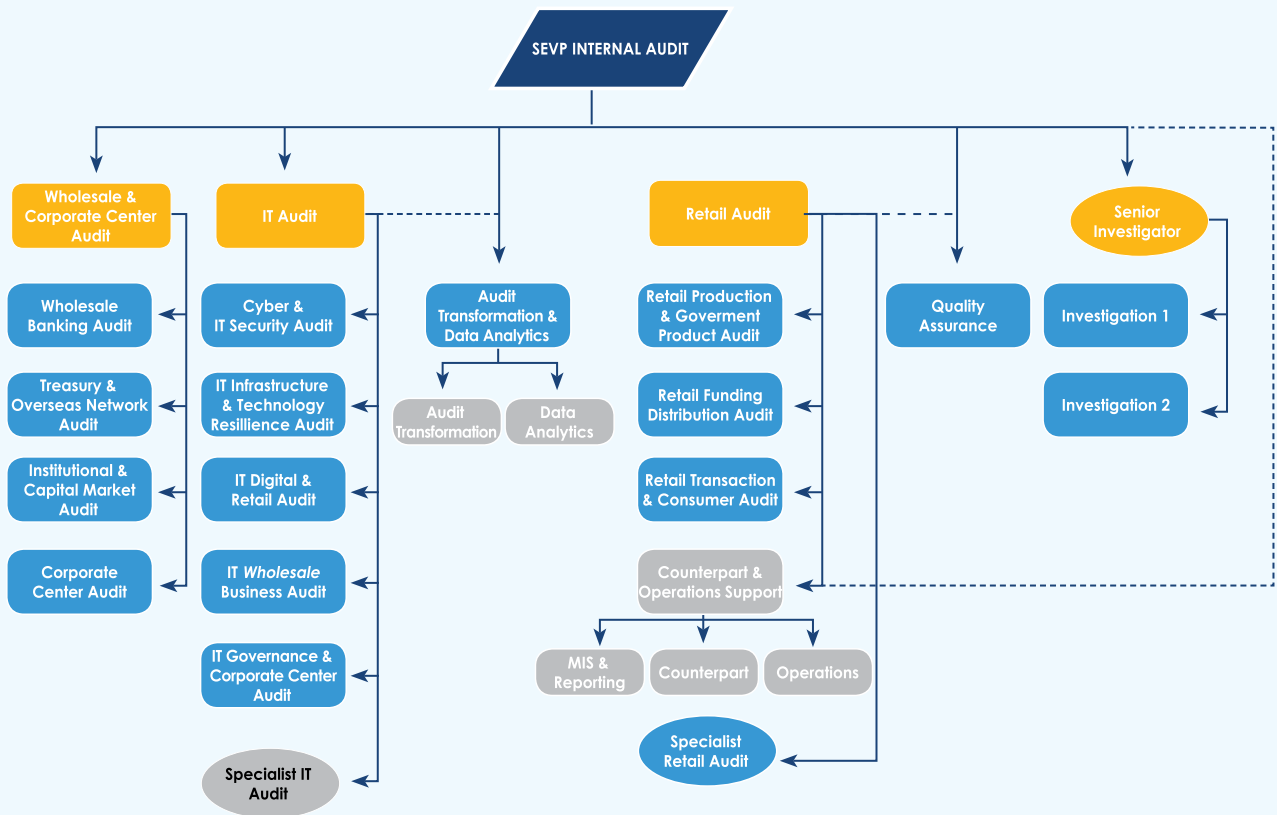 SEVP INTERNAL AUDIT
Wholesale &
Corporate Center
Audit
IT Audit
Retail Audit
Senior
Investigator
Wholesale
Banking Audit
Treasury &
Overseas Network
Audit
Institutional &
Capital Market
Audit
Corporate
Center Audit
Cyber &
IT Security Audit
IT Infrastructure
& Technology
Resillience Audit
IT Digital &
Retail Audit
IT Wholesale
Business Audit
IT Governance &
Corporate Center
Audit
Specialist IT
Audit
Audit
Transformation &
Data Analytics
Audit
Transformation
Data
Analytics
Retail Production
& Goverment
Product Audit
Retail Funding
Distribution Audit
Retail Transaction
& Consumer Audit
Counterpart &
Operations Support
MIS &
Reporting
Counterpart
Operations
Specialist
Retail Audit
Quality
Assurance
Investigation 1
Investigation 2